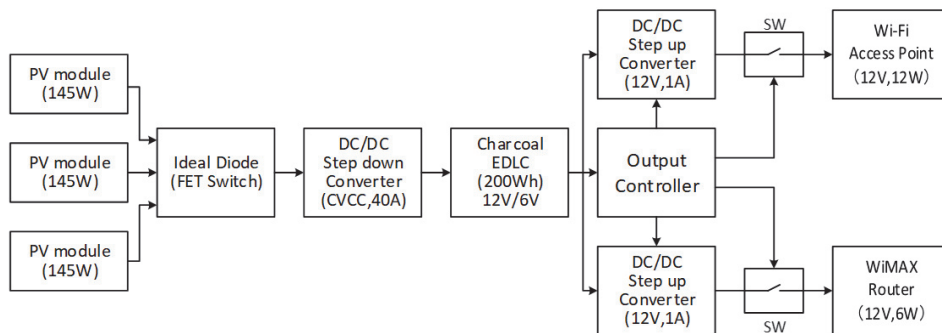 PV module
(145W)
PV module
(145W)
PV module
(145W)
Ideal Diode
(FET Switch)
DC/DC
Step down
Converter
(CVCC,40A)
Charcoal
EDLC
(200Wh)
12V/6V
DC/DC
Step up
Converter
(12V,1A)
Output
Controller
DC/DC
Step up
Converter
(12V,1A)
SW
SW
Wi-Fi
Access Point
(12V,12W)
WiMAX
Router
(12V,6W)